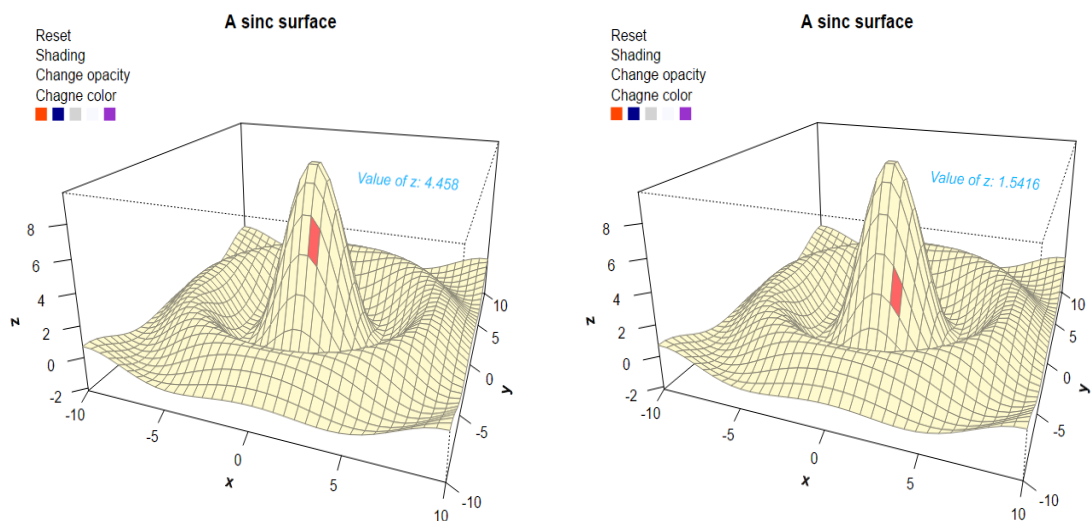 A sinc surface
Reset
Shading
Change opacity
Chagne color
Value of z: 4.458
8
6
4
2
0
-2
z
-10
-5
0
5
10
x
10
5
0
-5
-10
y
A sinc surface
Reset
Shading
Change opacity
Chagne color
Value of z: 1.5416
8
6
4
2
0
-2
z
-10
-5
0
5
10
x
10
5
0
-5
-10
y